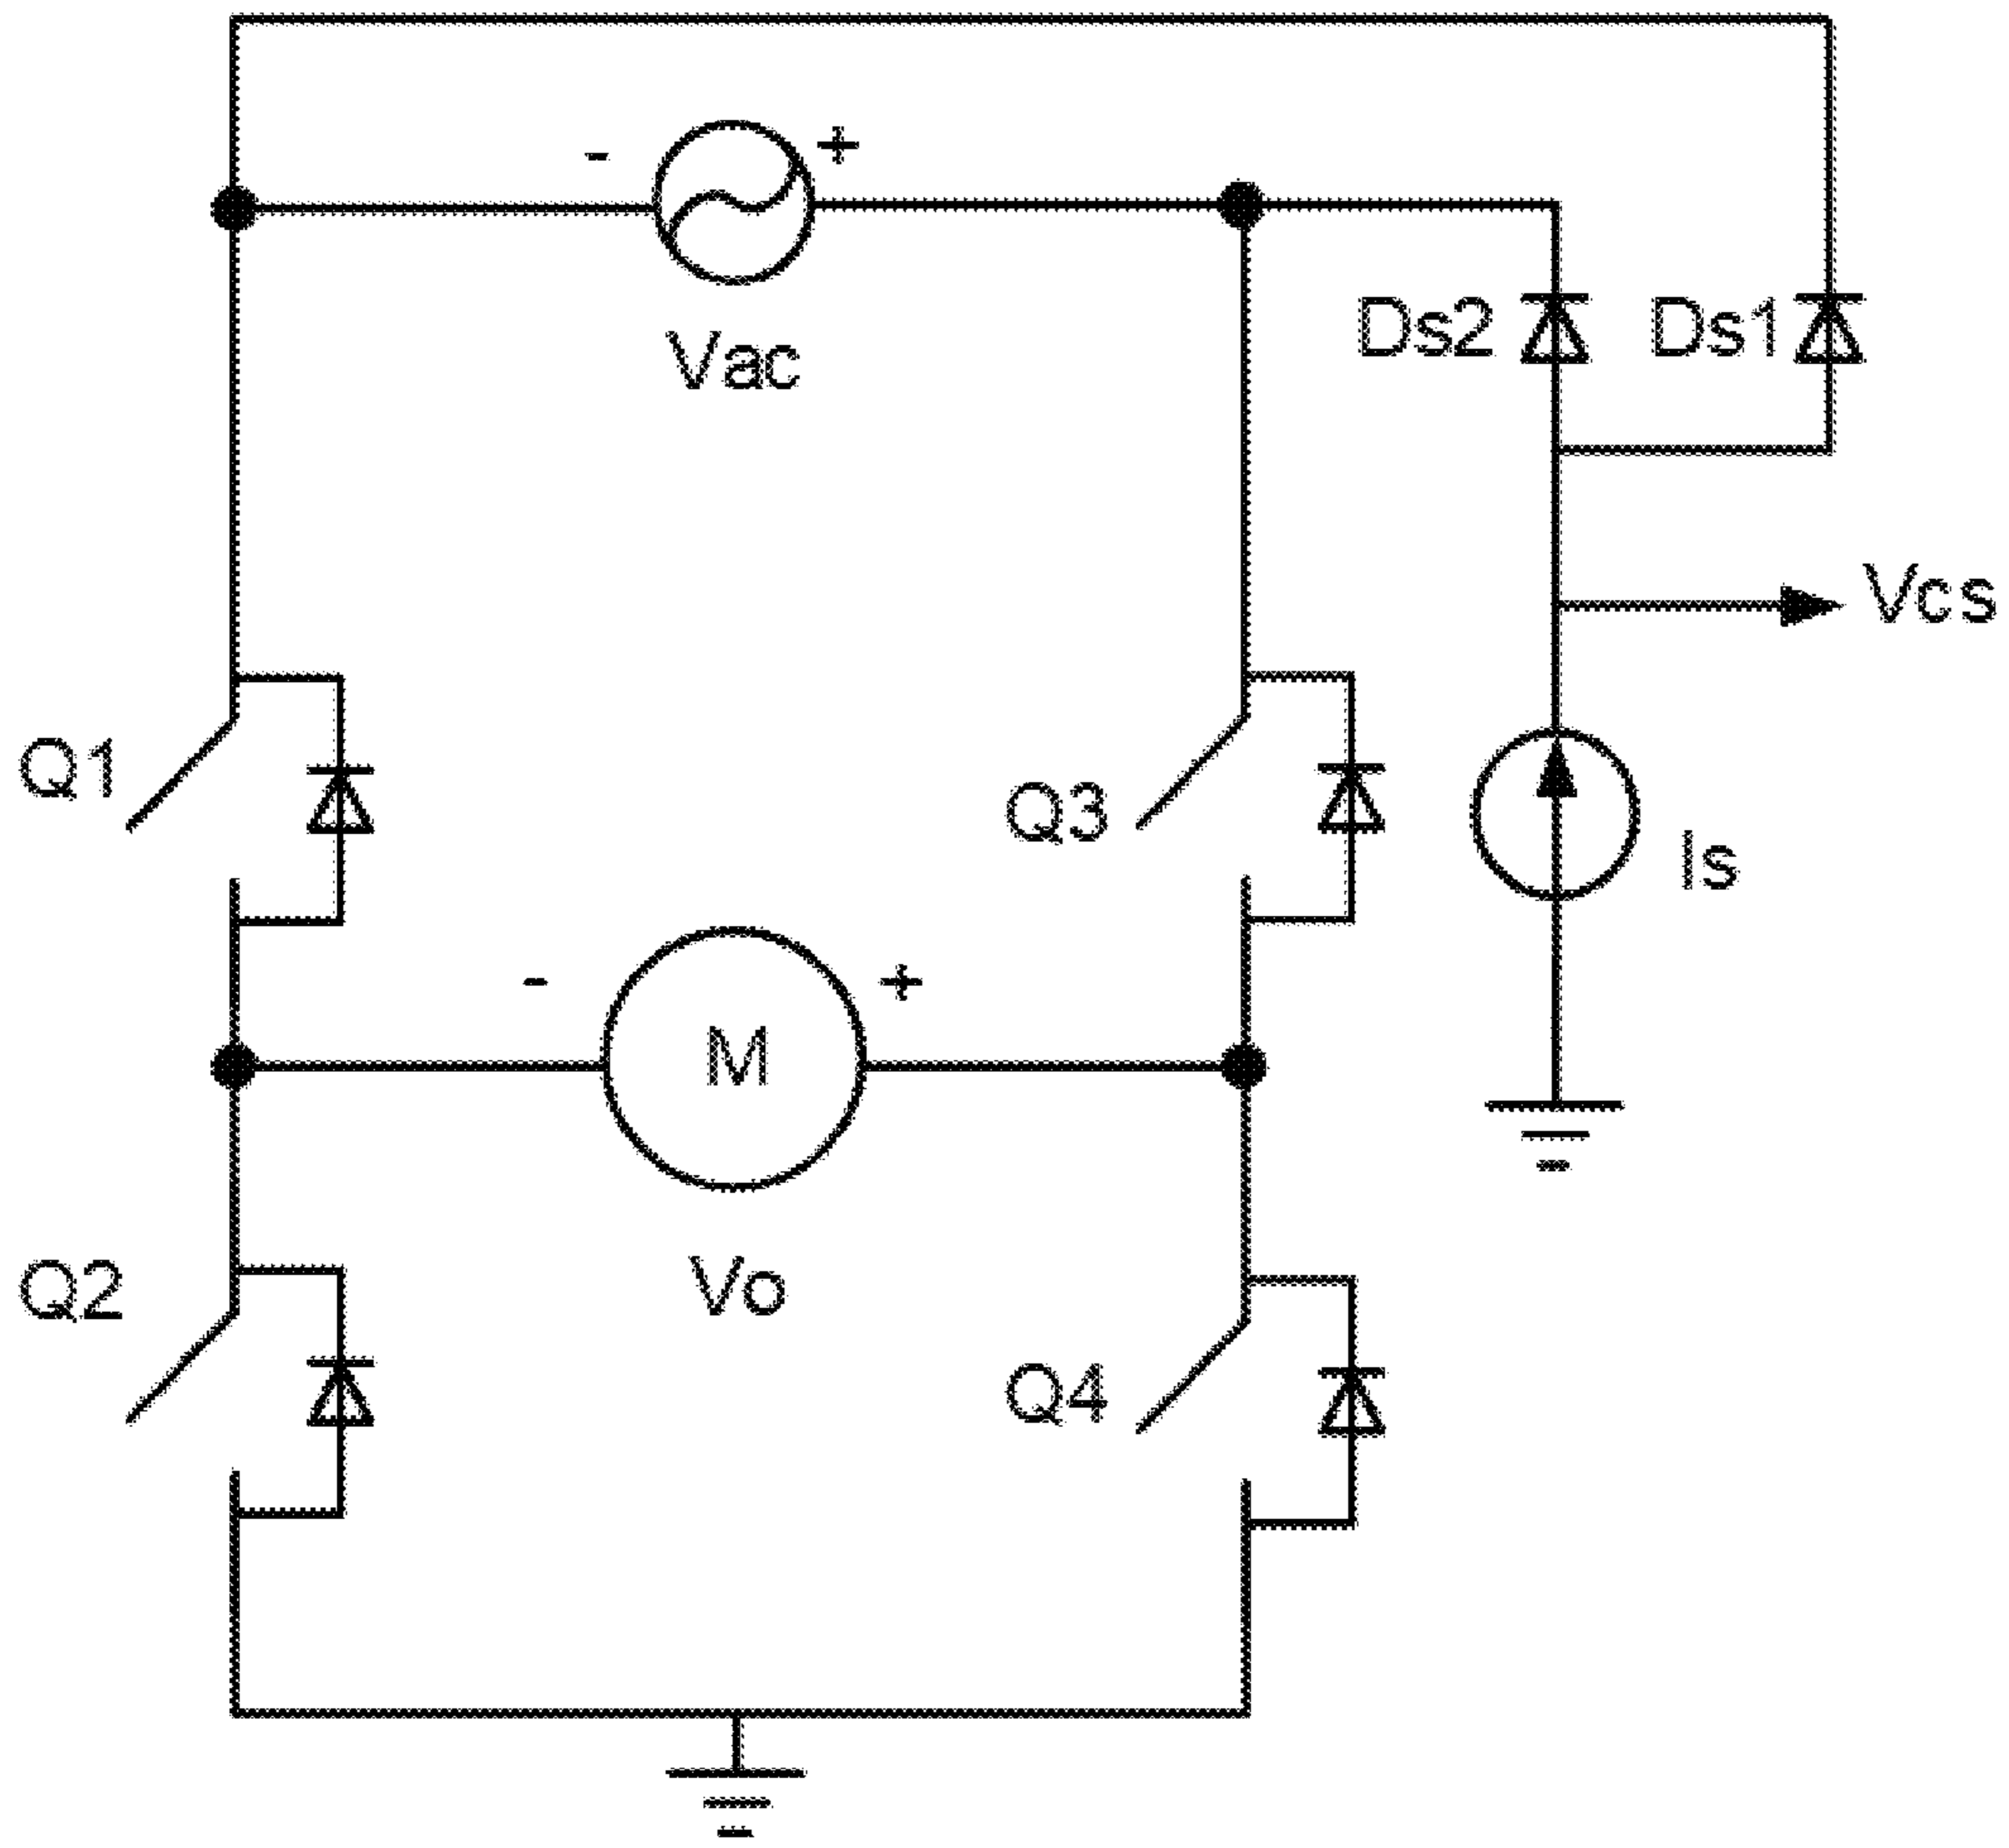 - +
Vac
Ds2 Ds1
Vcs
Q1
Q3
Is
- +
M
Q2
Vo
Q4